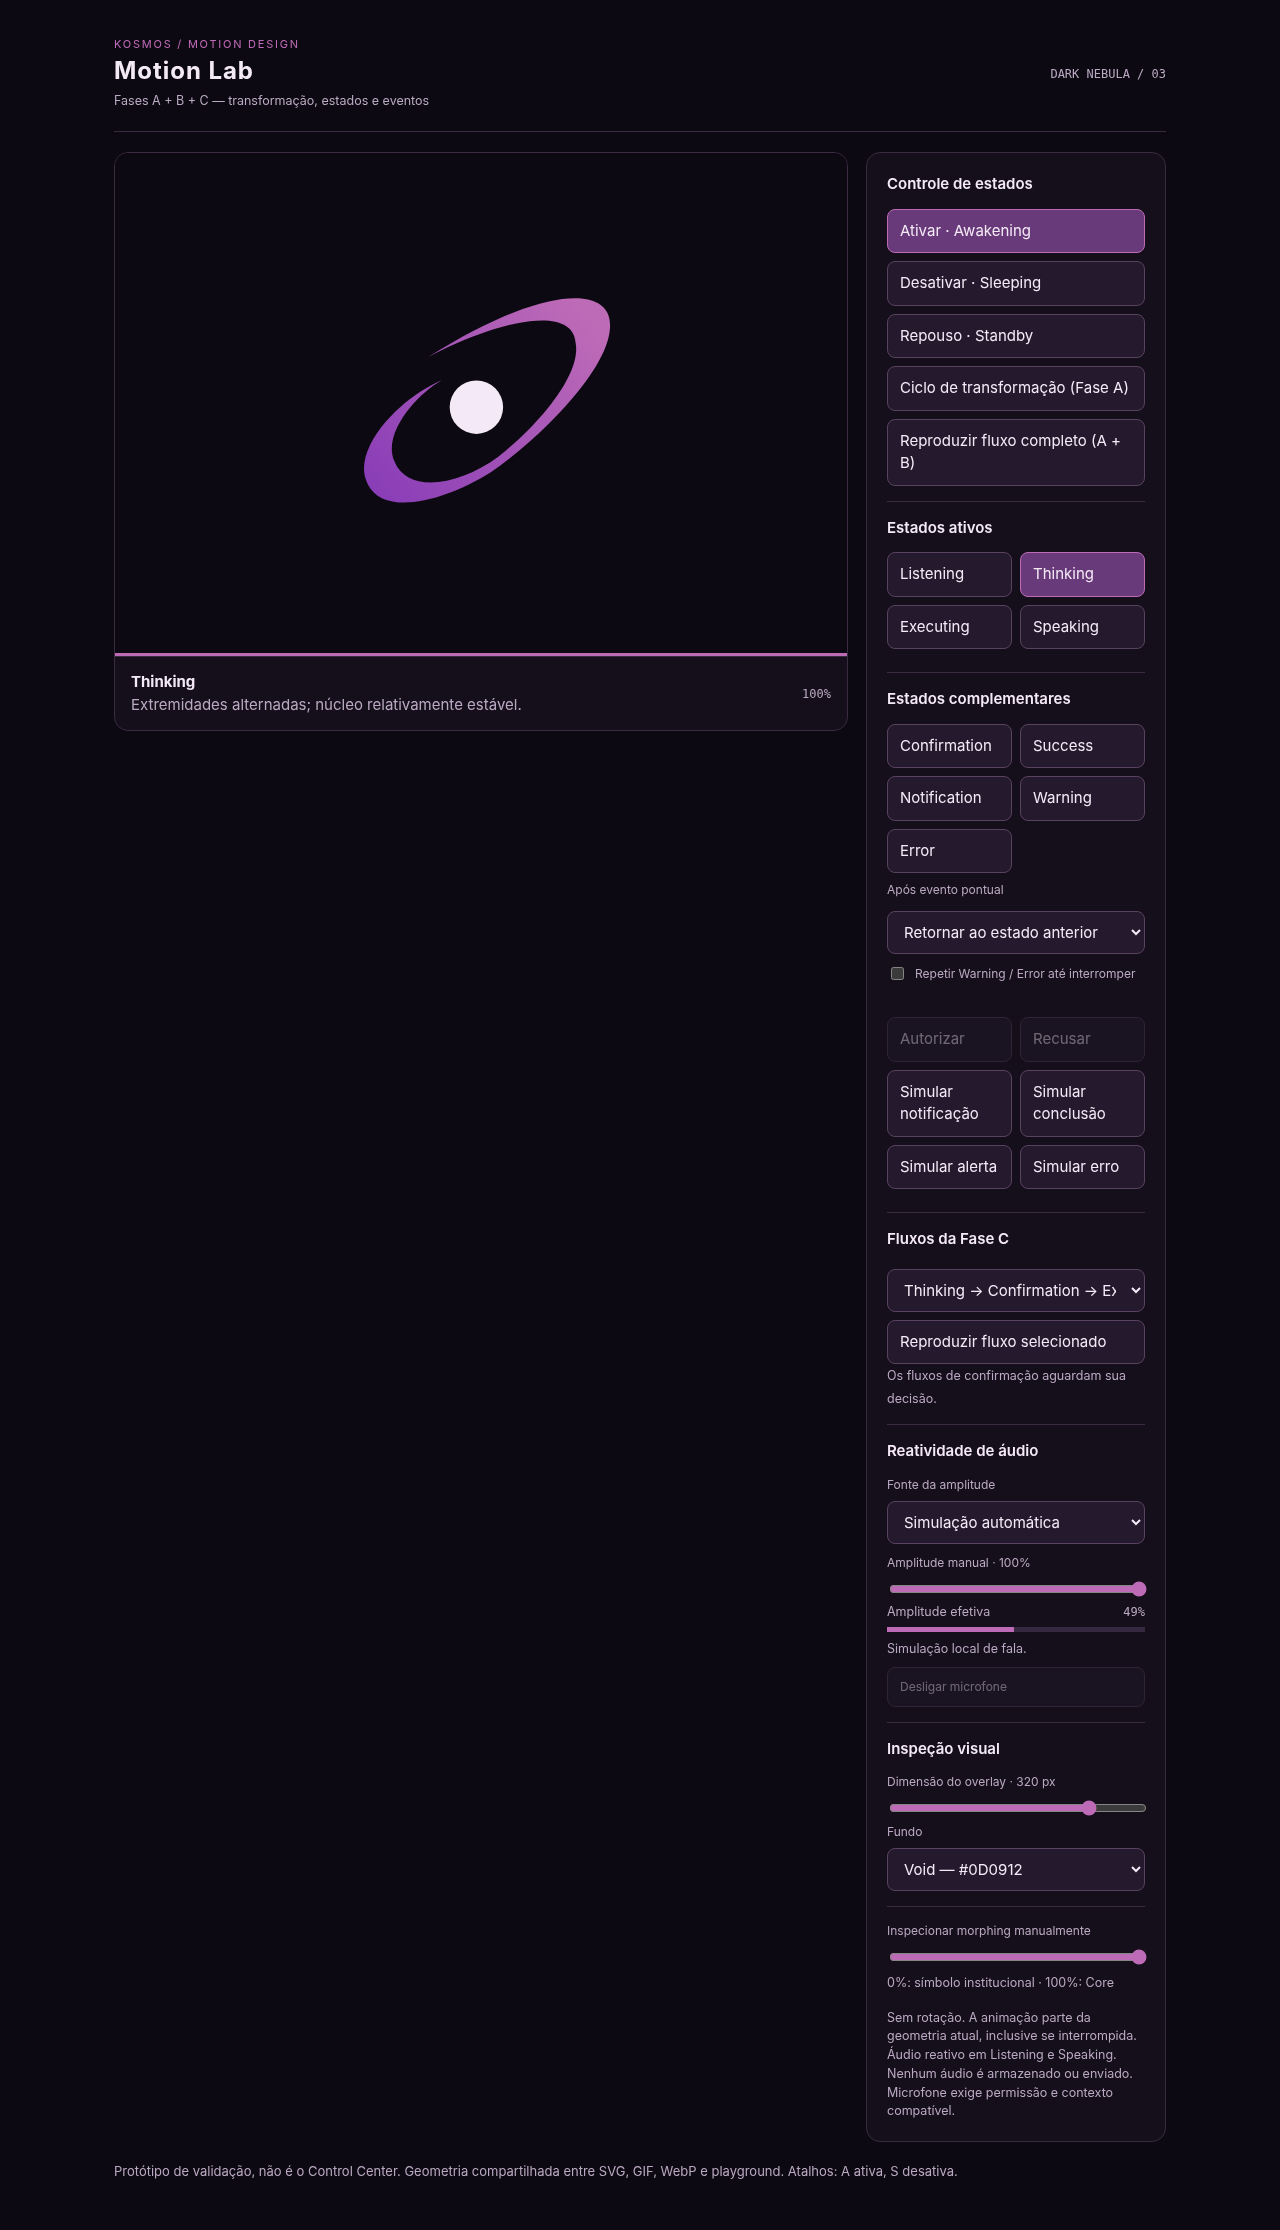 KOSMOS / MOTION DESIGN
Motion Lab
DARK NEBULA / 03
Fases A + B + C — transformação, estados e eventos
Thinking
Extremidades alternadas; núcleo relativamente estável.
100%
Controle de estados
Ativar · Awakening
Desativar · Sleeping
Repouso · Standby
Ciclo de transformação (Fase A)
Reproduzir fluxo completo (A +
B)
Estados ativos
Listening
Thinking
Executing
Speaking
Estados complementares
Confirmation
Success
Notification
Warning
Error
Após evento pontual
Retornar ao estado anterior
Repetir Warning / Error até interromper
Autorizar
Recusar
Simular
notificação
Simular
conclusão
Simular alerta
Simular erro
Fluxos da Fase C
Thinking → Confirmation → Ex
Reproduzir fluxo selecionado
Os fluxos de confirmação aguardam sua
decisão.
Reatividade de áudio
Fonte da amplitude
Simulação automática
Amplitude manual · 100%
Amplitude efetiva
49%
Simulação local de fala.
Desligar microfone
Inspeção visual
Dimensão do overlay · 320 px
Fundo
Void — #0D0912
Inspecionar morphing manualmente
0%: símbolo institucional · 100%: Core
Sem rotação. A animação parte da
geometria atual, inclusive se interrompida.
Áudio reativo em Listening e Speaking.
Nenhum áudio é armazenado ou enviado.
Microfone exige permissão e contexto
compatível.
Protótipo de validação, não é o Control Center. Geometria compartilhada entre SVG, GIF, WebP e playground. Atalhos: A ativa, S desativa.